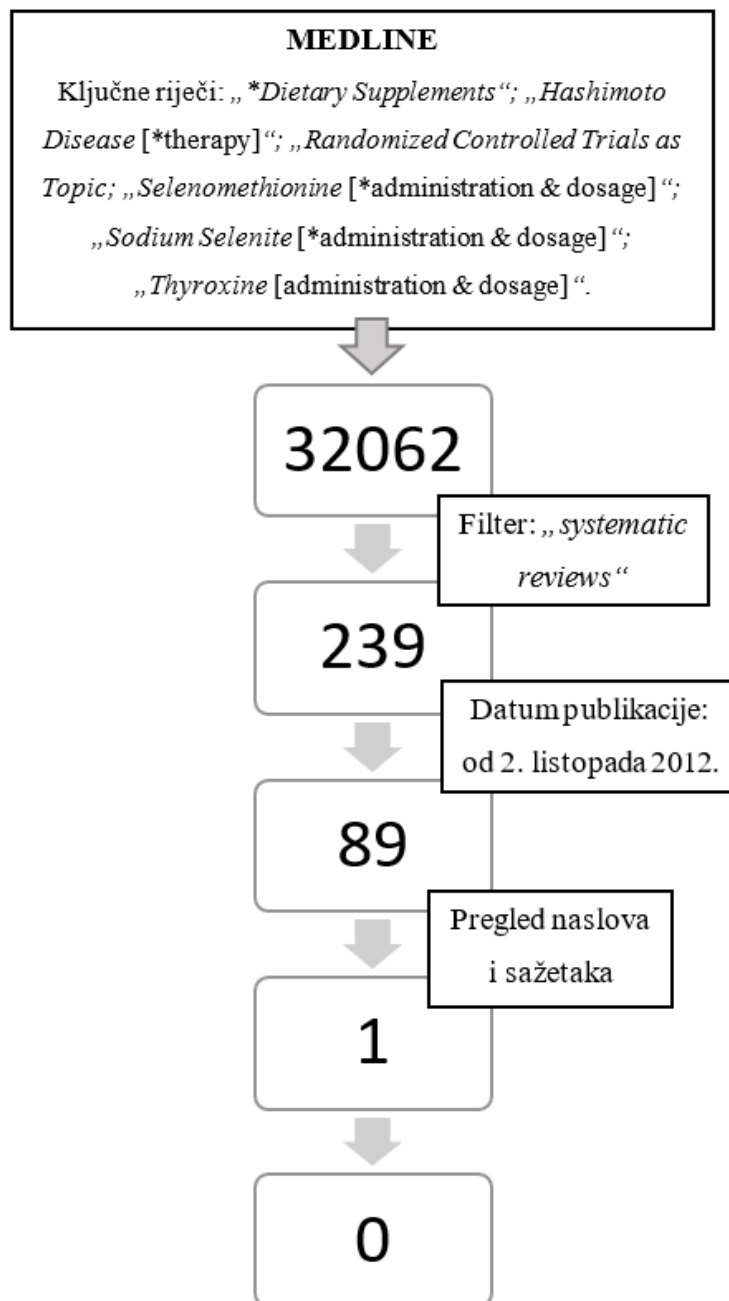 MEDLINE
Ključne riječi: „*Dietary Supplements“; „Hashimoto
Disease [*therapy]“; „Randomized Controlled Trials as
Topic; „Selenomethionine [*administration & dosage]“;
„Sodium Selenite [*administration & dosage]“;
„Thyroxine [administration & dosage]“.
32062
Filter: „systematic
reviews“
239
Datum publikacije:
od 2. listopada 2012.
89
Pregled naslova
i sažetaka
1
0